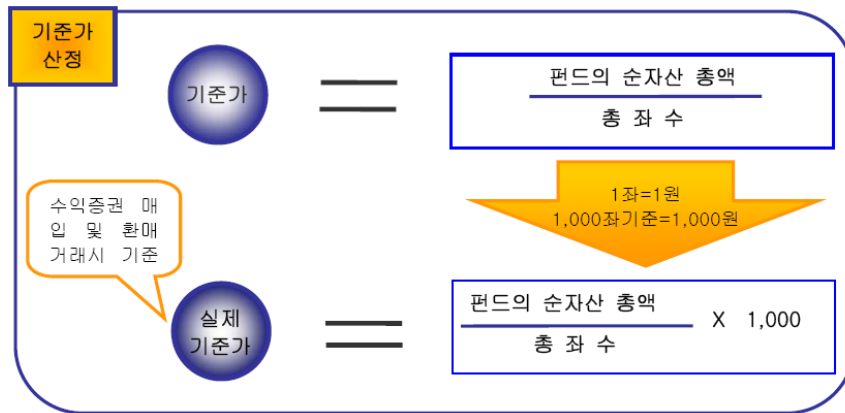 기준가
산정
기준가
펀드의 순자산 총액
총 좌 수
1좌=1원
1,000좌기준=1,000원
수익증권 매
입 및 환매
거래시 기준
실제
기준가
펀드의 순자산 총액
X 1,000
총 좌 수